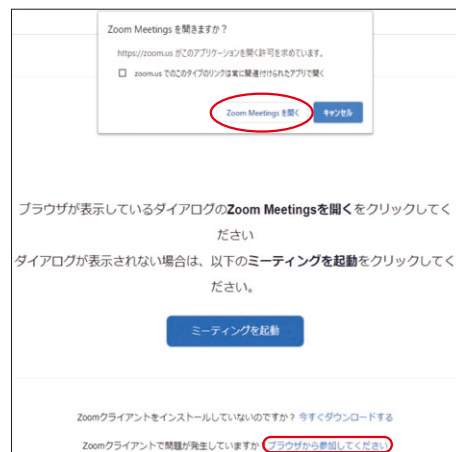 Zoom Meetings を開きますか？
https://zoom.us がこのアプリケーションを開く許可を求めています。
zoom.us でのこのタイプのリンクは常に関連付けられたアプリで開く
Zoom Meetings を開く
キャンセル
ブラウザが表示しているダイアログのZoom Meetingsを開くをクリックしてく
ださい
ダイアログが表示されない場合は、以下のミーティングを起動をクリックしてく
ださい。
ミーティングを起動
Zoomクライアントをインストールしていないのですか？ 今すぐダウンロードする
Zoomクライアントで問題が発生していますか ブラウザから参加してください